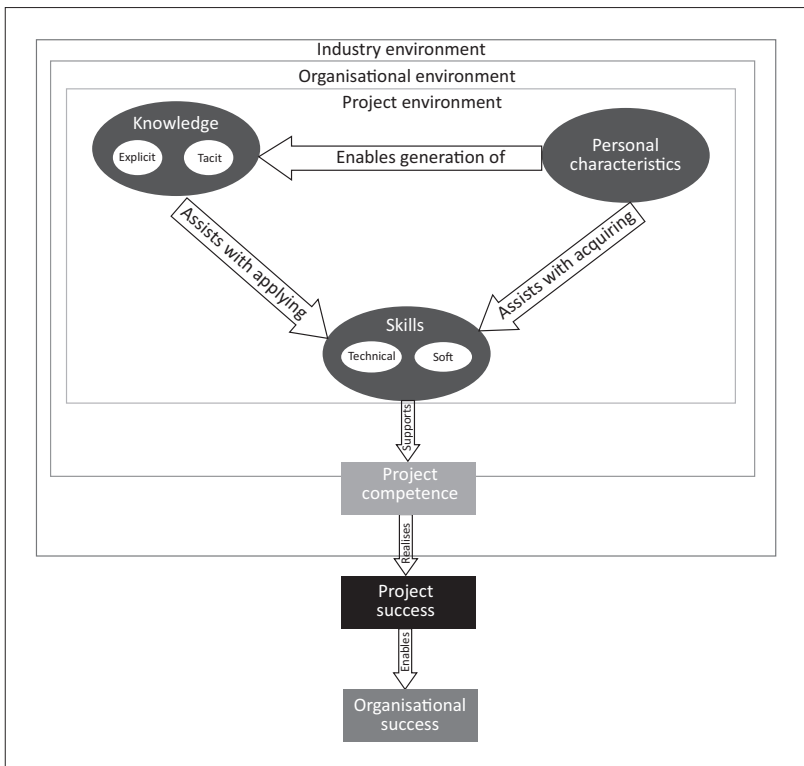 Industry environment
Organisational environment
Project environment
Knowledge
Explicit
Tacit
Enables generation of
Personal
characteristics
Assists with applying
Assists with acquiring
Skills
Technical
Soft
Supports
Project
competence
Realises
Project
success
Enables
Organisational
success